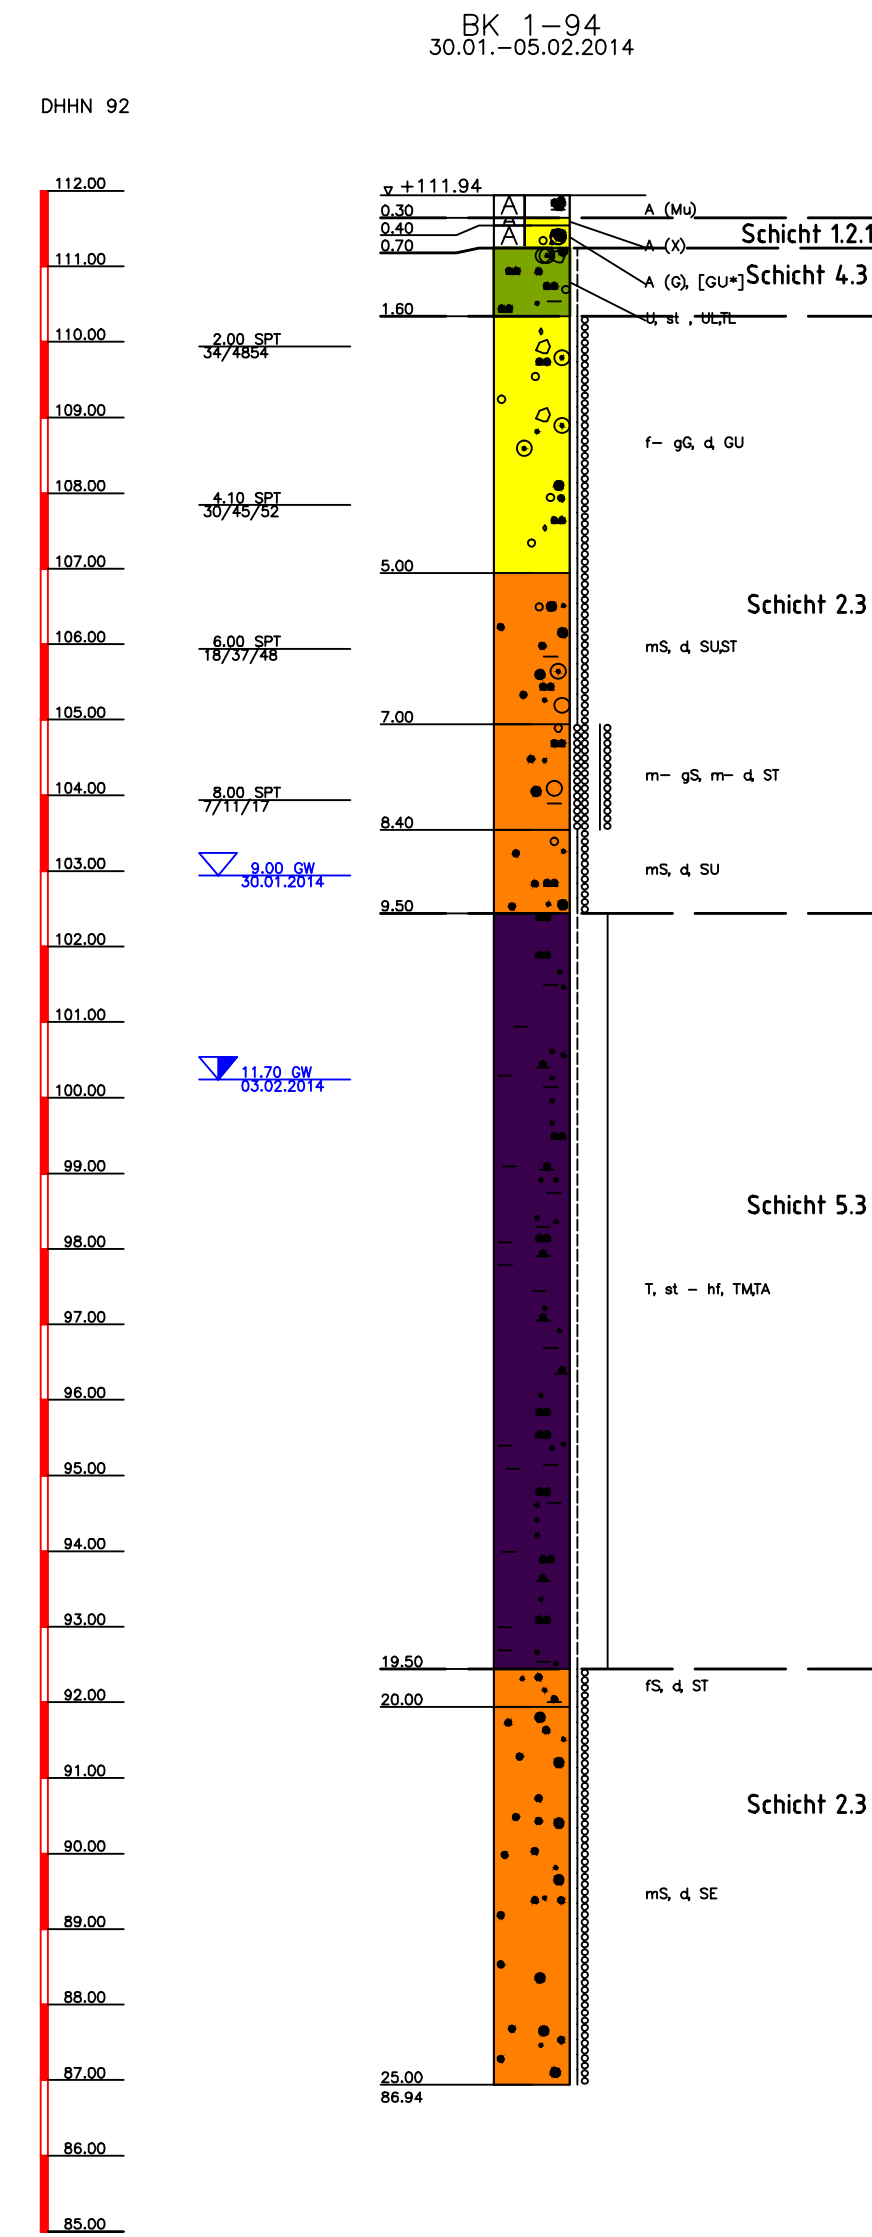 BK 1-94
30.01.-05.02.2014
DHHN 92
112.00
+111.94
A
A (Mu)
0.30
A
0.40
A
Schicht 1.2.1
0.70
A (X)
111.00
Schicht 4.3
A (G), [GU*]
1.60
U, st , UL,TL
110.00
2.00 SPT
34/4854
109.00
f- gG, d, GU
108.00
4.10 SPT
30/45/52
107.00
5.00
Schicht 2.3
106.00
6.00 SPT
18/37/48
mS, d, SU,ST
105.00
7.00
m- gS, m- d, ST
104.00
8.00 SPT
7/11/17
8.40
103.00
9.00 GW
30.01.2014
mS, d, SU
9.50
102.00
101.00
11.70 GW
03.02.2014
100.00
99.00
Schicht 5.3
98.00
T, st - hf, TM,TA
97.00
96.00
95.00
94.00
93.00
19.50
fS, d, ST
92.00
20.00
91.00
Schicht 2.3
90.00
mS, d, SE
89.00
88.00
87.00
25.00
86.94
86.00
85.00